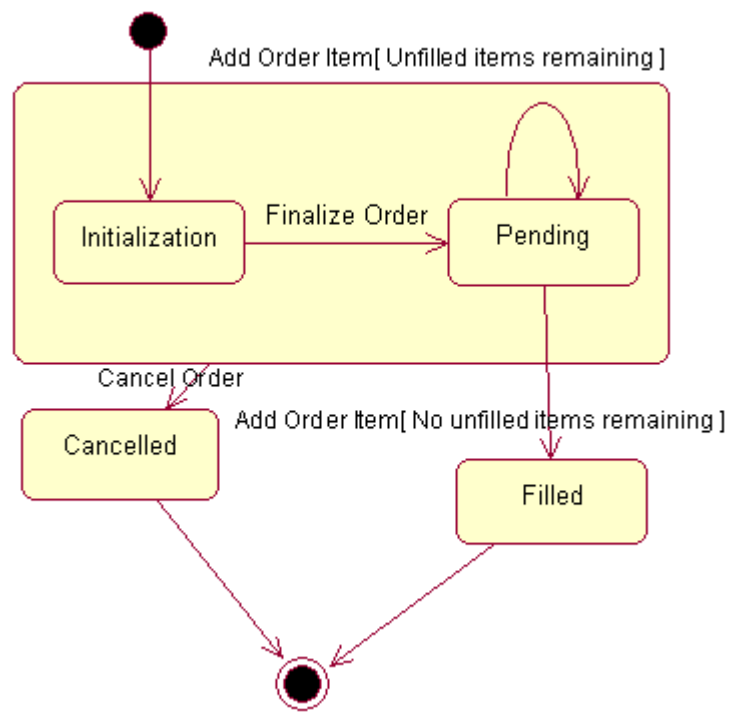 Add Order Item[ Unfilled items remaining ]
Finalize Order
Initialization
Pending
Cancel Order
Add Order Item[ No unfilled items remaining ]
Cancelled
Filled